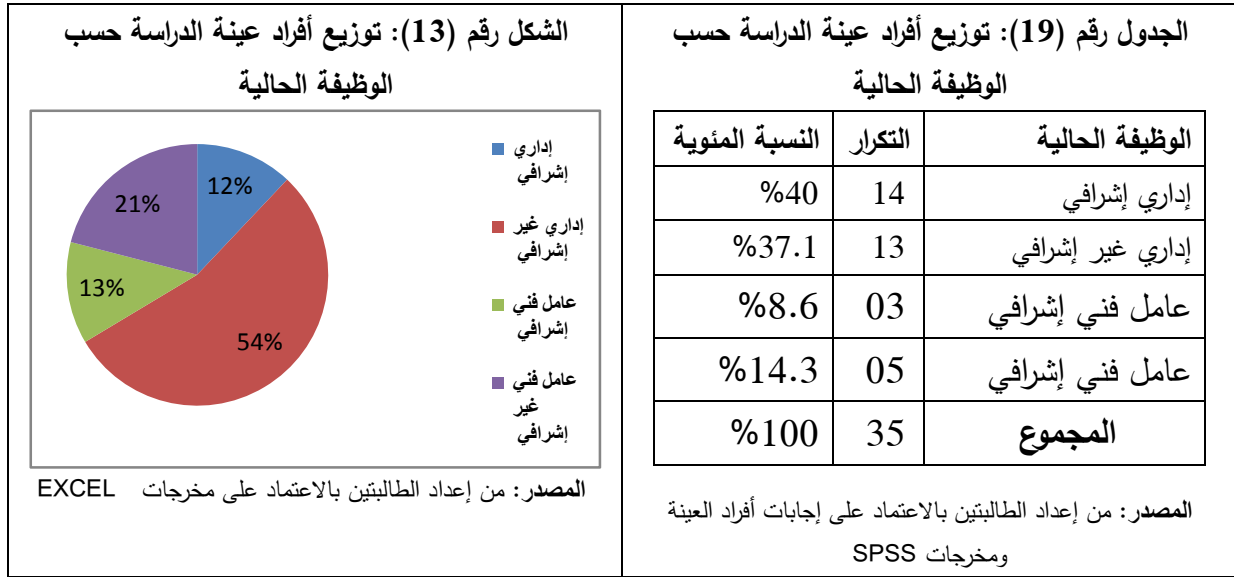 الجدول رقم (19): توزيع أفراد عينة الدراسة حسب
الوظيفة الحالية
الوظيفة الحالية التكرار النسبة المئوية
إداري إشرافي 14 %40
إداري غير إشرافي 13 %37.1
عامل فني إشرافي 03 %8.6
عامل فني إشرافي 05 %14.3
المجموع 35 %100
المصدر: من إعداد الطالبتين بالاعتماد على إجابات أفراد العينة
ومخرجات SPSS
الشكل رقم (13): توزيع أفراد عينة الدراسة حسب
الوظيفة الحالية
12%
54%
13%
21%
إداري
إشرافي
إداري غير
إشرافي
عامل فني
إشرافي
عامل فني
غير
إشرافي
المصدر: من إعداد الطالبتين بالاعتماد على مخرجات EXCEL